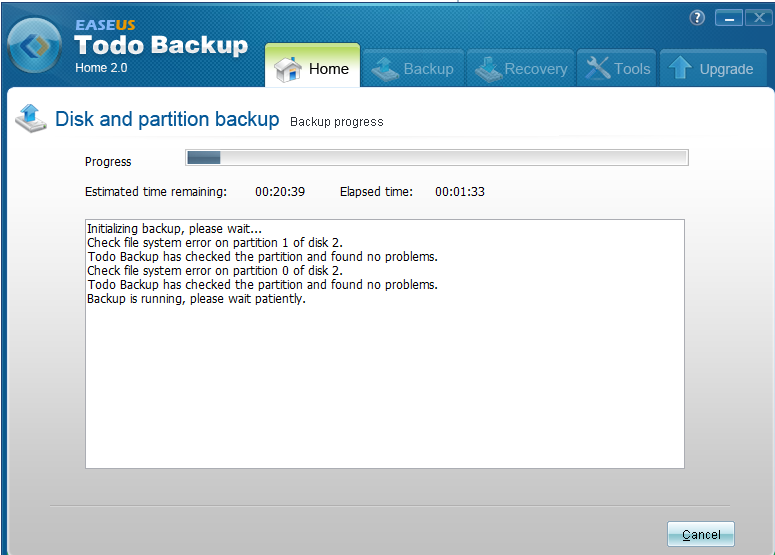 EASEUS
Todo Backup
Home 2.0
?
Home
Backup
Recovery
Tools
Upgrade
Disk and partition backup Backup progress
Progress
Estimated time remaining: 00:20:39 Elapsed time: 00:01:33
Initializing backup, please wait...
Check file system error on partition 1 of disk 2.
Todo Backup has checked the partition and found no problems.
Check file system error on partition 0 of disk 2.
Todo Backup has checked the partition and found no problems.
Backup is running, please wait patiently.
Cancel